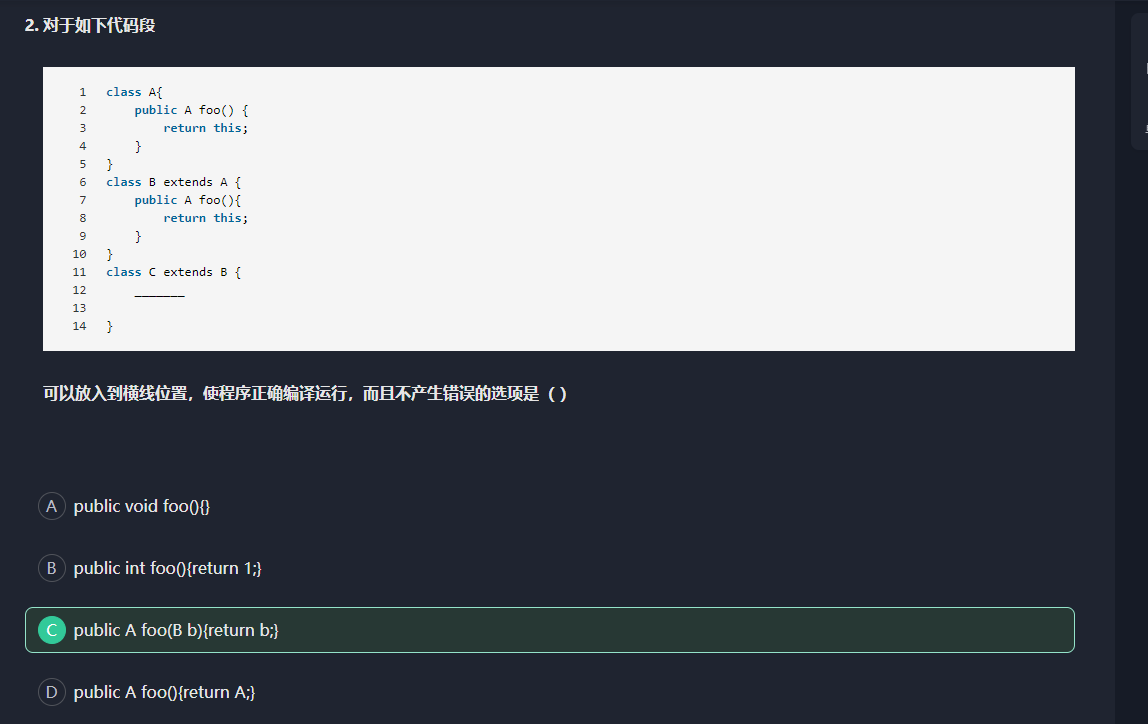 2. 对于如下代码段
1 class A{
2 public A foo() {
3 return this;
4 }
5 }
6 class B extends A {
7 public A foo(){
8 return this;
9 }
10 }
11 class C extends B {
12 _______
13
14 }
可以放入到横线位置，使程序正确编译运行，而且不产生错误的选项是（ ）
A public void foo(){}
B public int foo(){return 1;}
C public A foo(B b){return b;}
D public A foo(){return A;}